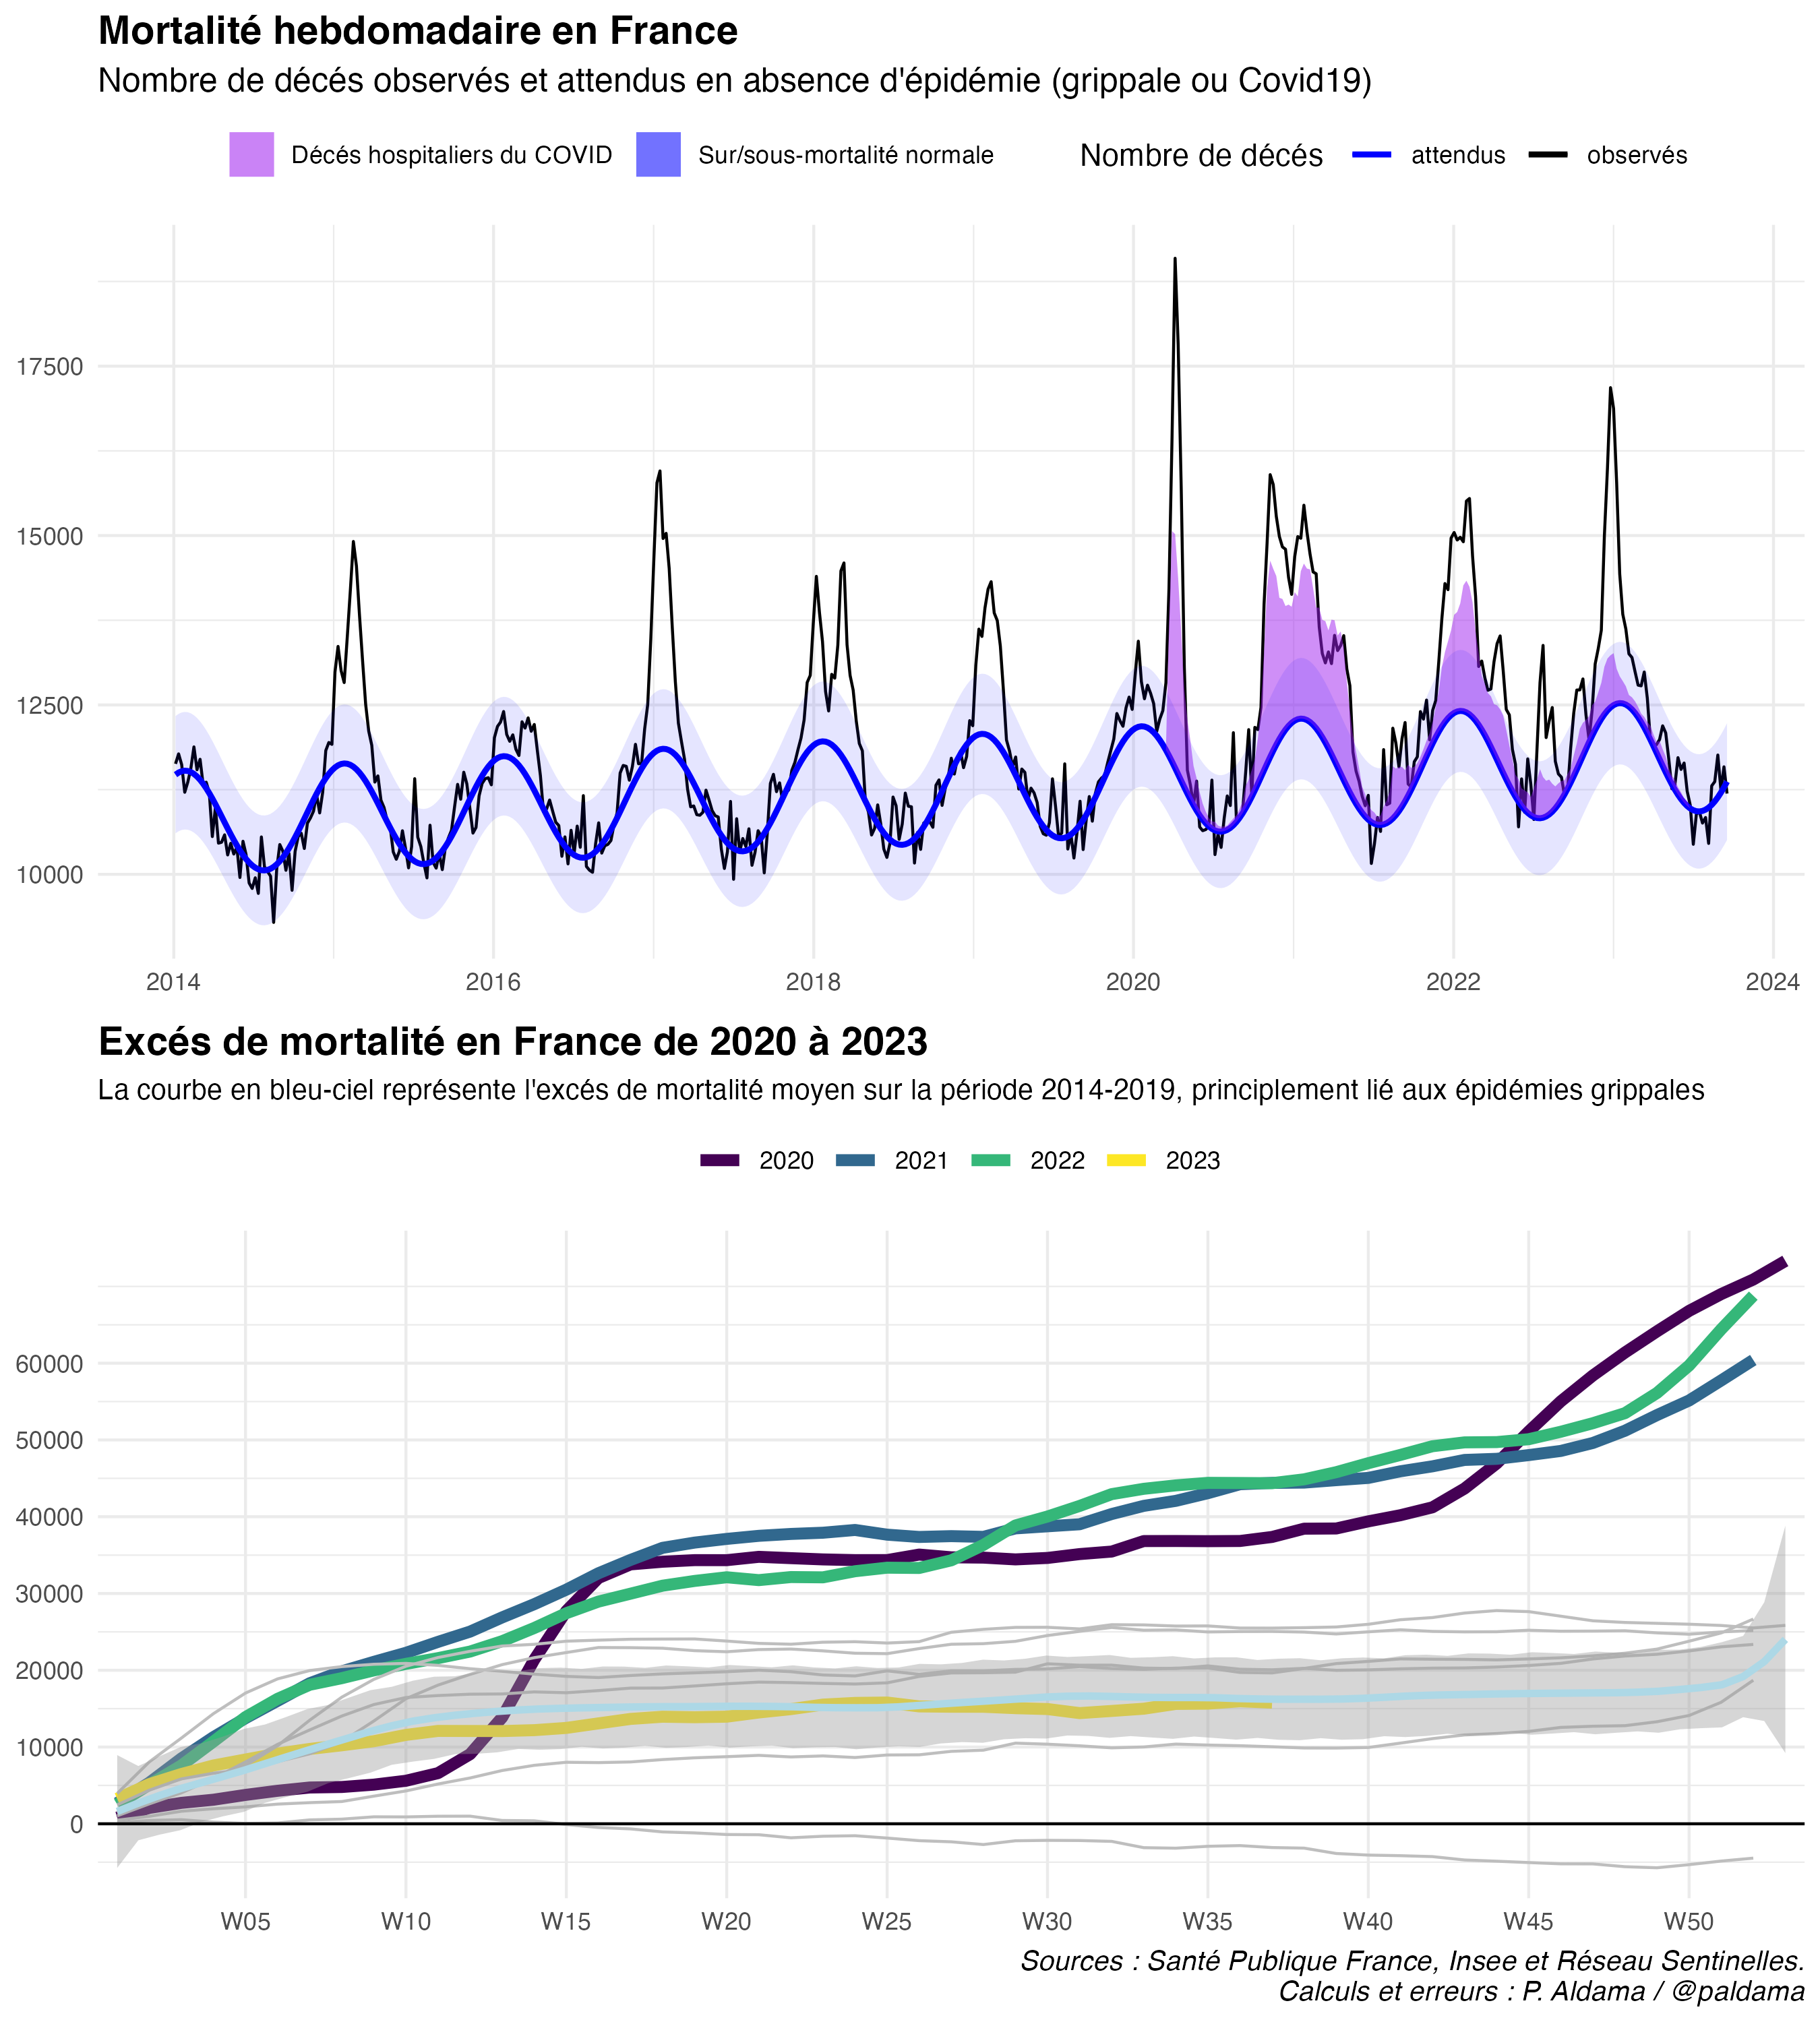 Mortalité hebdomadaire en France
Nombre de décés observés et attendus en absence d'épidémie (grippale ou Covid19)
Décés hospitaliers du COVID Sur/sous-mortalité normale Nombre de décés attendus observés
17500
15000
12500
10000
2014 2016 2018 2020 2022 2024
Excés de mortalité en France de 2020 à 2023
La courbe en bleu-ciel représente l'excés de mortalité moyen sur la période 2014-2019, principlement lié aux épidémies grippales
2020 2021 2022 2023
60000
50000
40000
30000
20000
10000
0
W05 W10 W15 W20 W25 W30 W35 W40 W45 W50
Sources : Santé Publique France, Insee et Réseau Sentinelles.
Calculs et erreurs : P. Aldama / @paldama